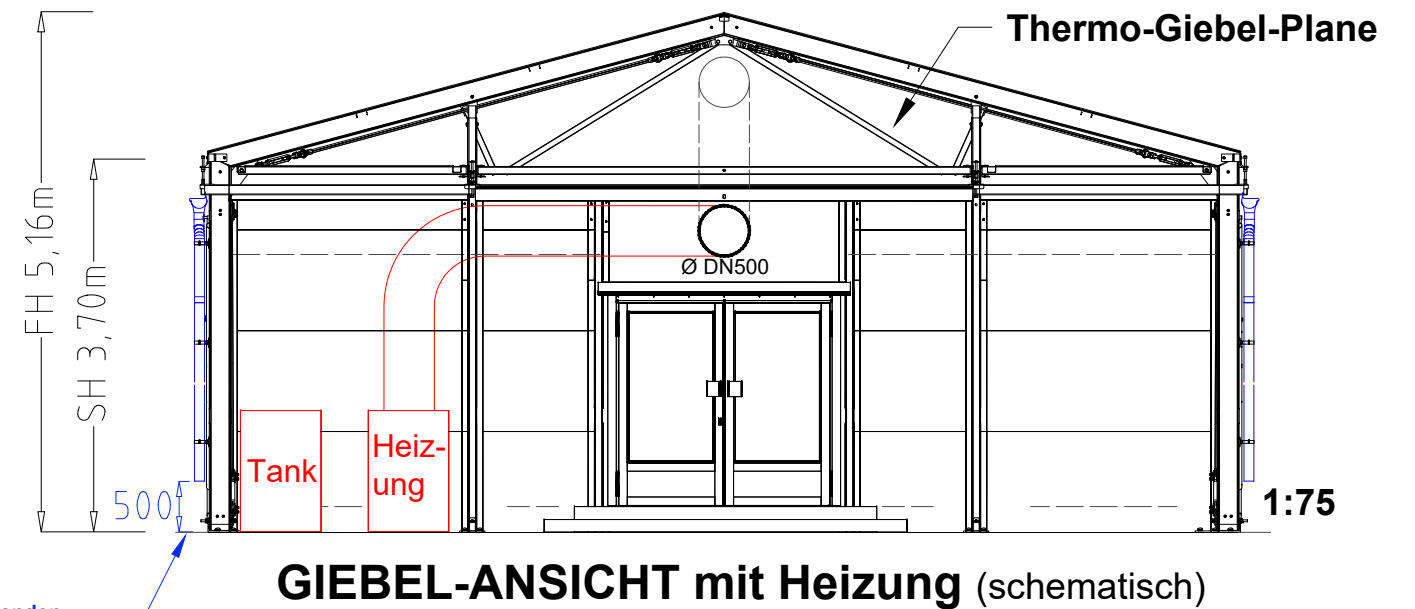 Thermo-Giebel-Plane
FH 5,16m
SH 3,70m
Ø DN500
Tank
Heiz-
ung
500
1:75
GIEBEL-ANSICHT mit Heizung (schematisch)